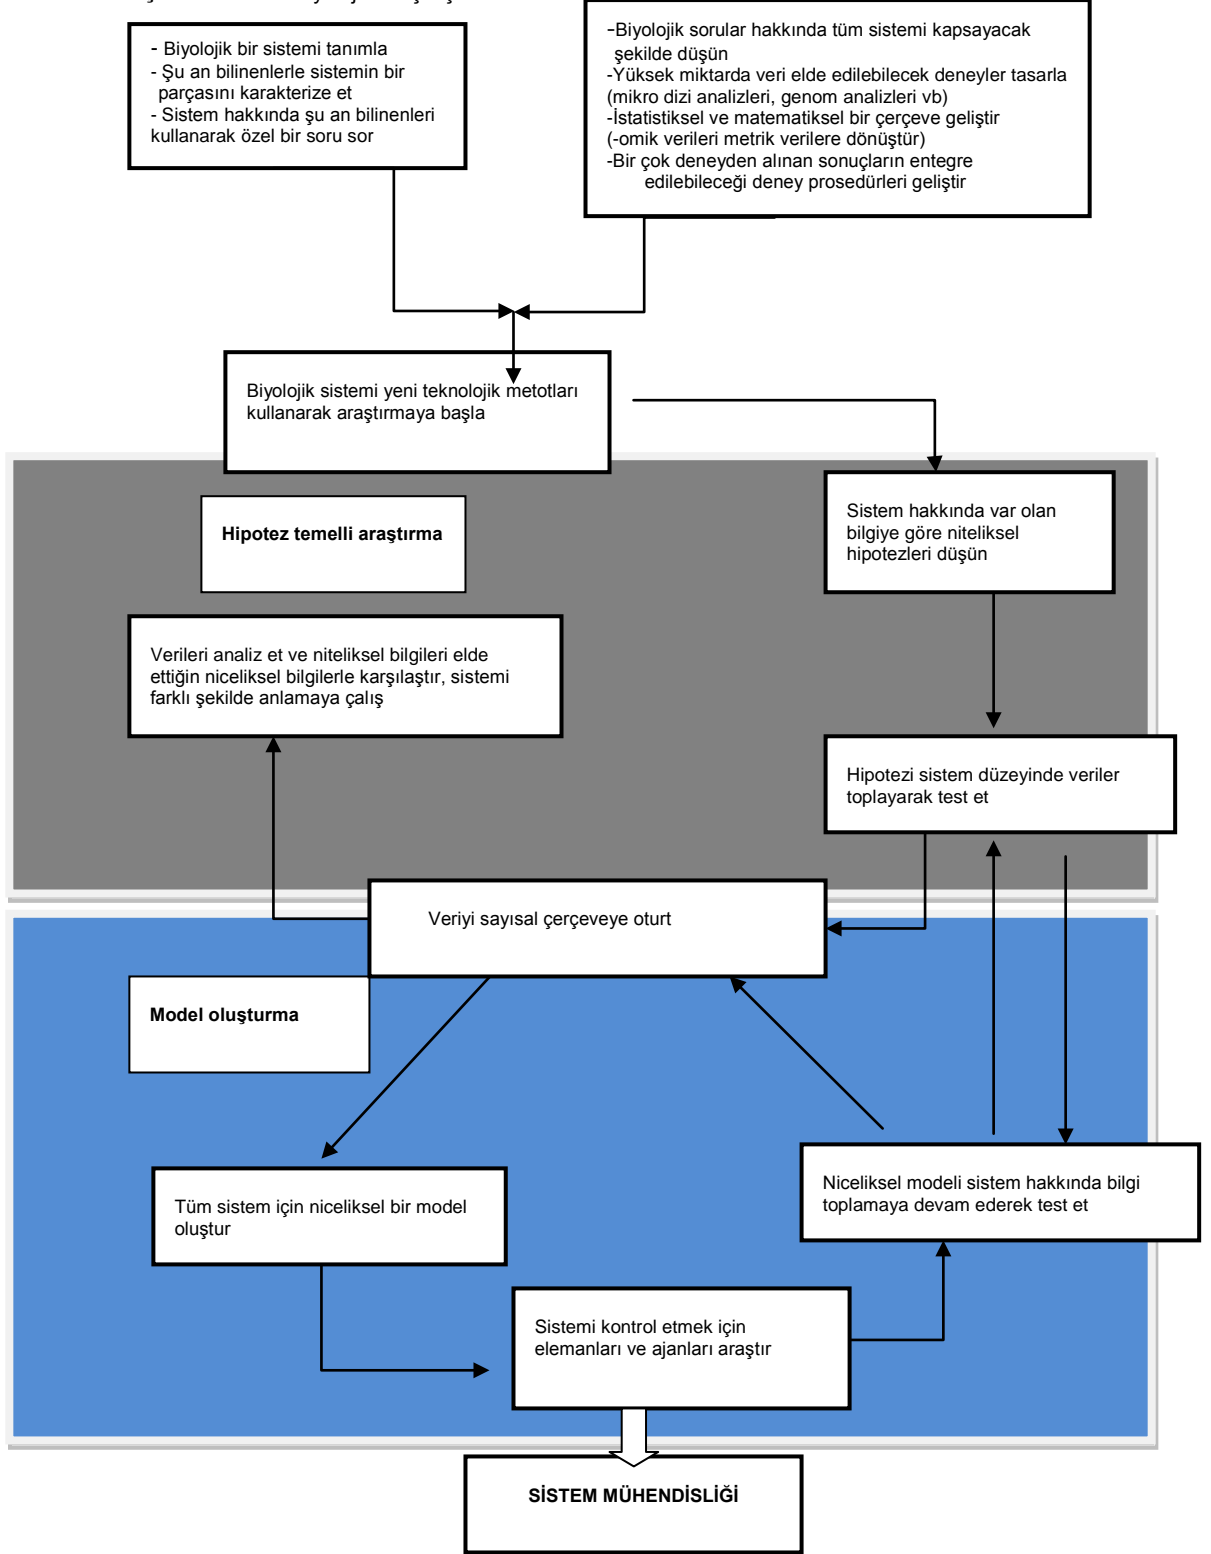 - Biyolojik bir sistemi tanımla
- Şu an bilinenlerle sistemin bir
parçasını karakterize et
- Sistem hakkında şu an bilinenleri
kullanarak özel bir soru sor
-Biyolojik sorular hakkında tüm sistemi kapsayacak
şekilde düşün
-Yüksek miktarda veri elde edilebilecek deneyler tasarla
(mikro dizi analizleri, genom analizleri vb)
-İstatistiksel ve matematiksel bir çerçeve geliştir
(-omik verileri metrik verilere dönüştür)
-Bir çok deneyden alınan sonuçların entegre
edilebileceği deney prosedürleri geliştir
Biyolojik sistemi yeni teknolojik metotları
kullanarak araştırmaya başla
Hipotez temelli araştırma
Sistem hakkında var olan
bilgiye göre niteliksel
hipotezleri düşün
Verileri analiz et ve niteliksel bilgileri elde
ettiğin niceliksel bilgilerle karşılaştır, sistemi
farklı şekilde anlamaya çalış
Hipotezi sistem düzeyinde veriler
toplayarak test et
Veriyi sayısal çerçeveye oturt
Model oluşturma
Tüm sistem için niceliksel bir model
oluştur
Niceliksel modeli sistem hakkında bilgi
toplamaya devam ederek test et
Sistemi kontrol etmek için
elemanları ve ajanları araştır
SİSTEM MÜHENDİSLİĞİ